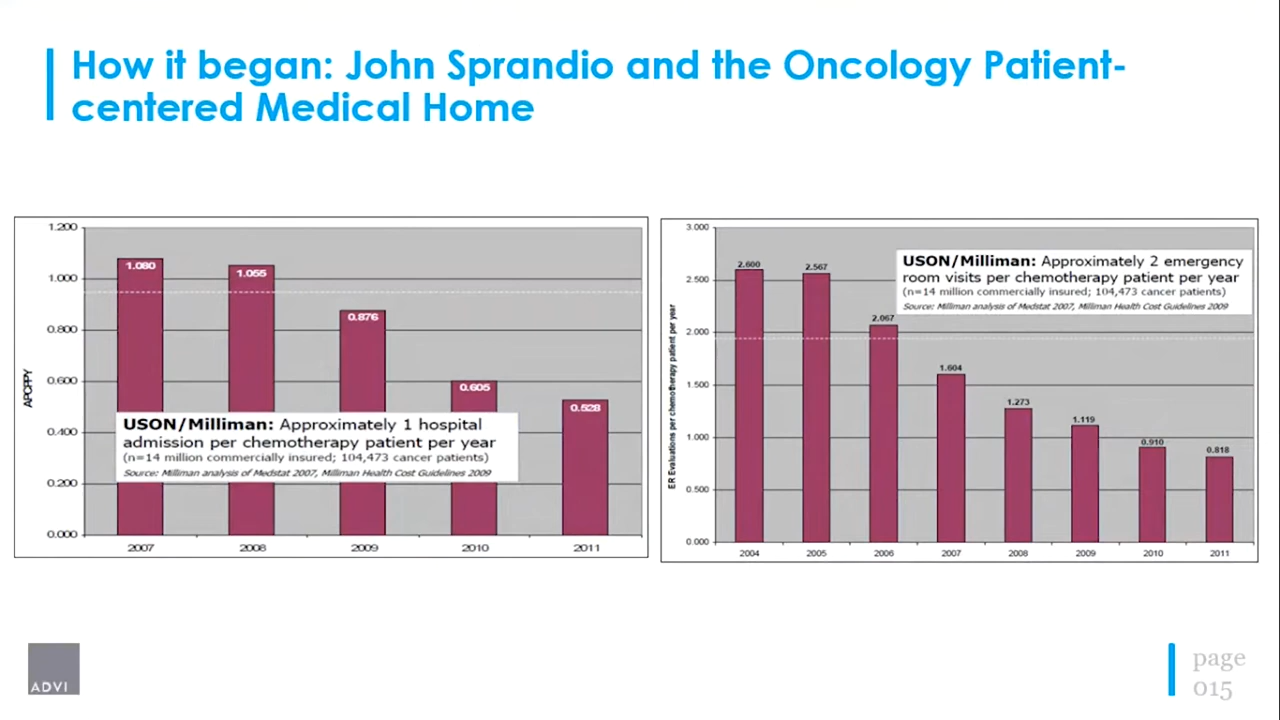 How it began: John Sprandio and the Oncology Patient-
centered Medical Home
1.200
1.000
0.800
0.600
0.400
0.200
0.000
APCPPY
1.080
1.055
0.876
0.605
0.528
USON/Milliman: Approximately 1 hospital
admission per chemotherapy patient per year
(n=14 million commercially insured; 104,473 cancer patients)
Source: Milliman analysis of Medstat 2007, Milliman Health Cost Guidelines 2009
2007 2008 2009 2010 2011
3.000
2.500
2.000
1.500
1.000
0.500
0.000
ER Evaluations per chemotherapy patient per year
2.600
2.567
2.067
1.604
1.273
1.119
0.910
0.818
USON/Milliman: Approximately 2 emergency
room visits per chemotherapy patient per year
(n=14 million commercially insured; 104,473 cancer patients)
Source: Milliman analysis of Medstat 2007, Milliman Health Cost Guidelines 2009
2004 2005 2006 2007 2008 2009 2010 2011
ADVI
page
015